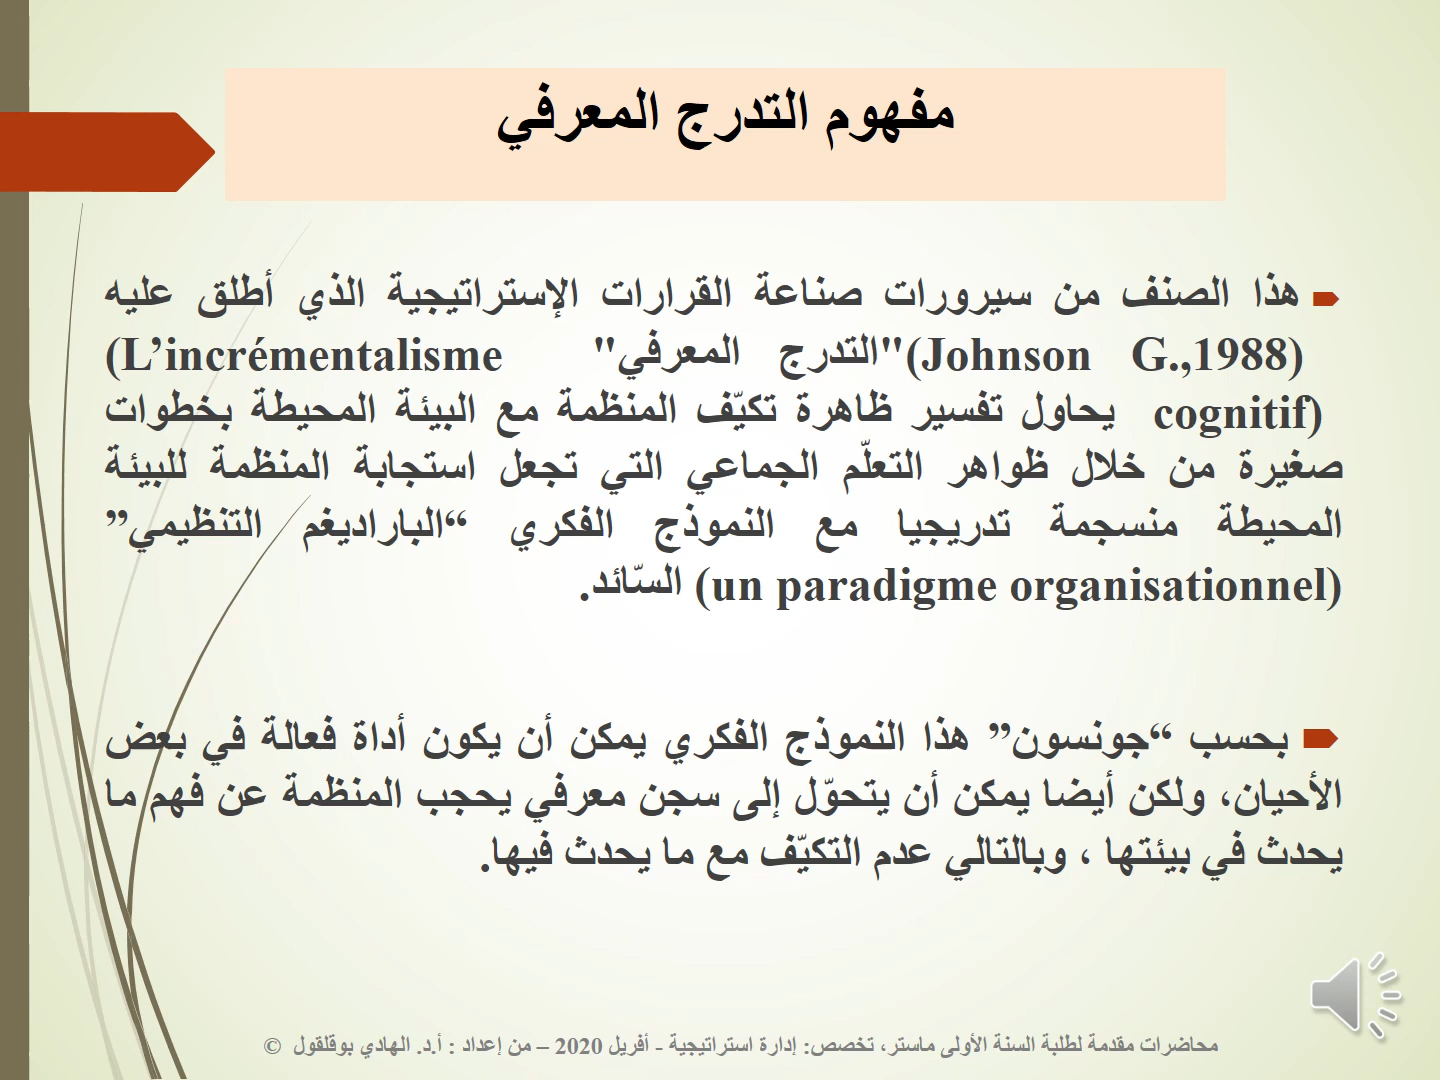 مفهوم التدرج المعرفي
هذا الصنف من سيرورات صناعة القرارات الإستراتيجية الذي أطلق عليه
(Johnson G.,1988)"التدرج المعرفي" (L’incrémentalisme
cognitif) يحاول تفسير ظاهرة تكيّف المنظمة مع البيئة المحيطة بخطوات
صغيرة من خلال ظواهر التعلّم الجماعي التي تجعل استجابة المنظمة للبيئة
المحيطة منسجمة تدريجيا مع النموذج الفكري “الباراديغم التنظيمي”
(un paradigme organisationnel) السّائد.
بحسب “جونسون” هذا النموذج الفكري يمكن أن يكون أداة فعالة في بعض
الأحيان، ولكن أيضا يمكن أن يتحوّل إلى سجن معرفي يحجب المنظمة عن فهم ما
يحدث في بيئتها ، وبالتالي عدم التكيّف مع ما يحدث فيها.
محاضرات مقدمة لطلبة السنة الأولى ماستر، تخصص: إدارة استراتيجية - أفريل 2020 – من إعداد : أ.د. الهادي بوقلقول ©